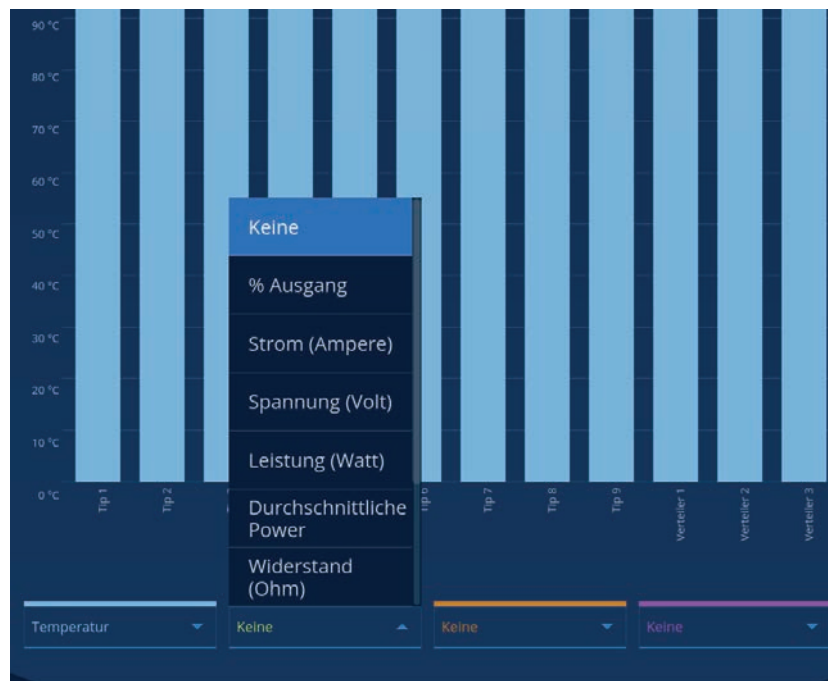 90 °C
80 °C
70 °C
60 °C
50 °C
40 °C
30 °C
20 °C
10 °C
0 °C
Keine
% Ausgang
Strom (Ampere)
Spannung (Volt)
Leistung (Watt)
Durchschnittliche
Power
Widerstand
(Ohm)
Tip 1
Tip 2
Tip 6
Tip 7
Tip 8
Tip 9
Verteiler 1
Verteiler 2
Verteiler 3
Temperatur
Keine
Keine
Keine